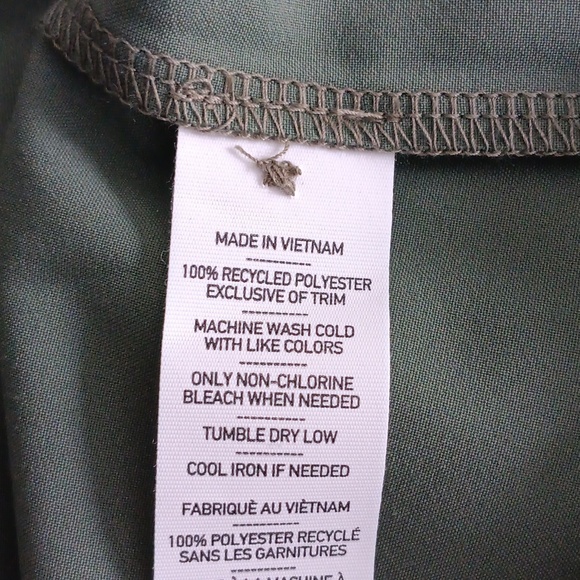 MADE IN VIETNAM
----------
100% RECYCLED POLYESTER
EXCLUSIVE OF TRIM
----------
MACHINE WASH COLD
WITH LIKE COLORS
----------
ONLY NON-CHLORINE
BLEACH WHEN NEEDED
----------
TUMBLE DRY LOW
----------
COOL IRON IF NEEDED
FABRIQUÈ AU VIÈTNAM
----------
100% POLYESTER RECYCLÉ
SANS LES GARNITURES
----------